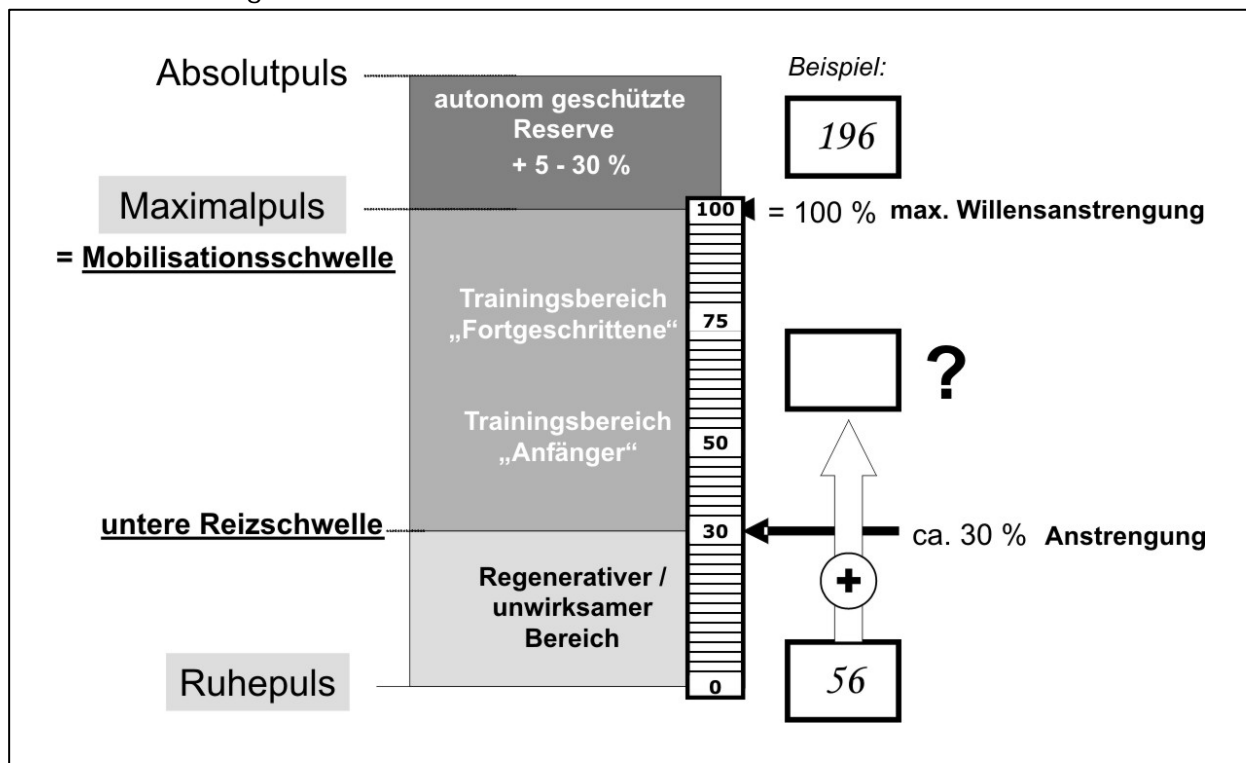 Absolutpuls
autonom geschützte
Reserve
+ 5 - 30 %
Beispiel:
196
Maximalpuls
= Mobilisationsschwelle
100
= 100 % max. Willensanstrengung
Trainingsbereich
„Fortgeschrittene“
75
?
Trainingsbereich
„Anfänger“
50
untere Reizschwelle
30
ca. 30 % Anstrengung
Regenerativer /
unwirksamer
Bereich
+
Ruhepuls
0
56